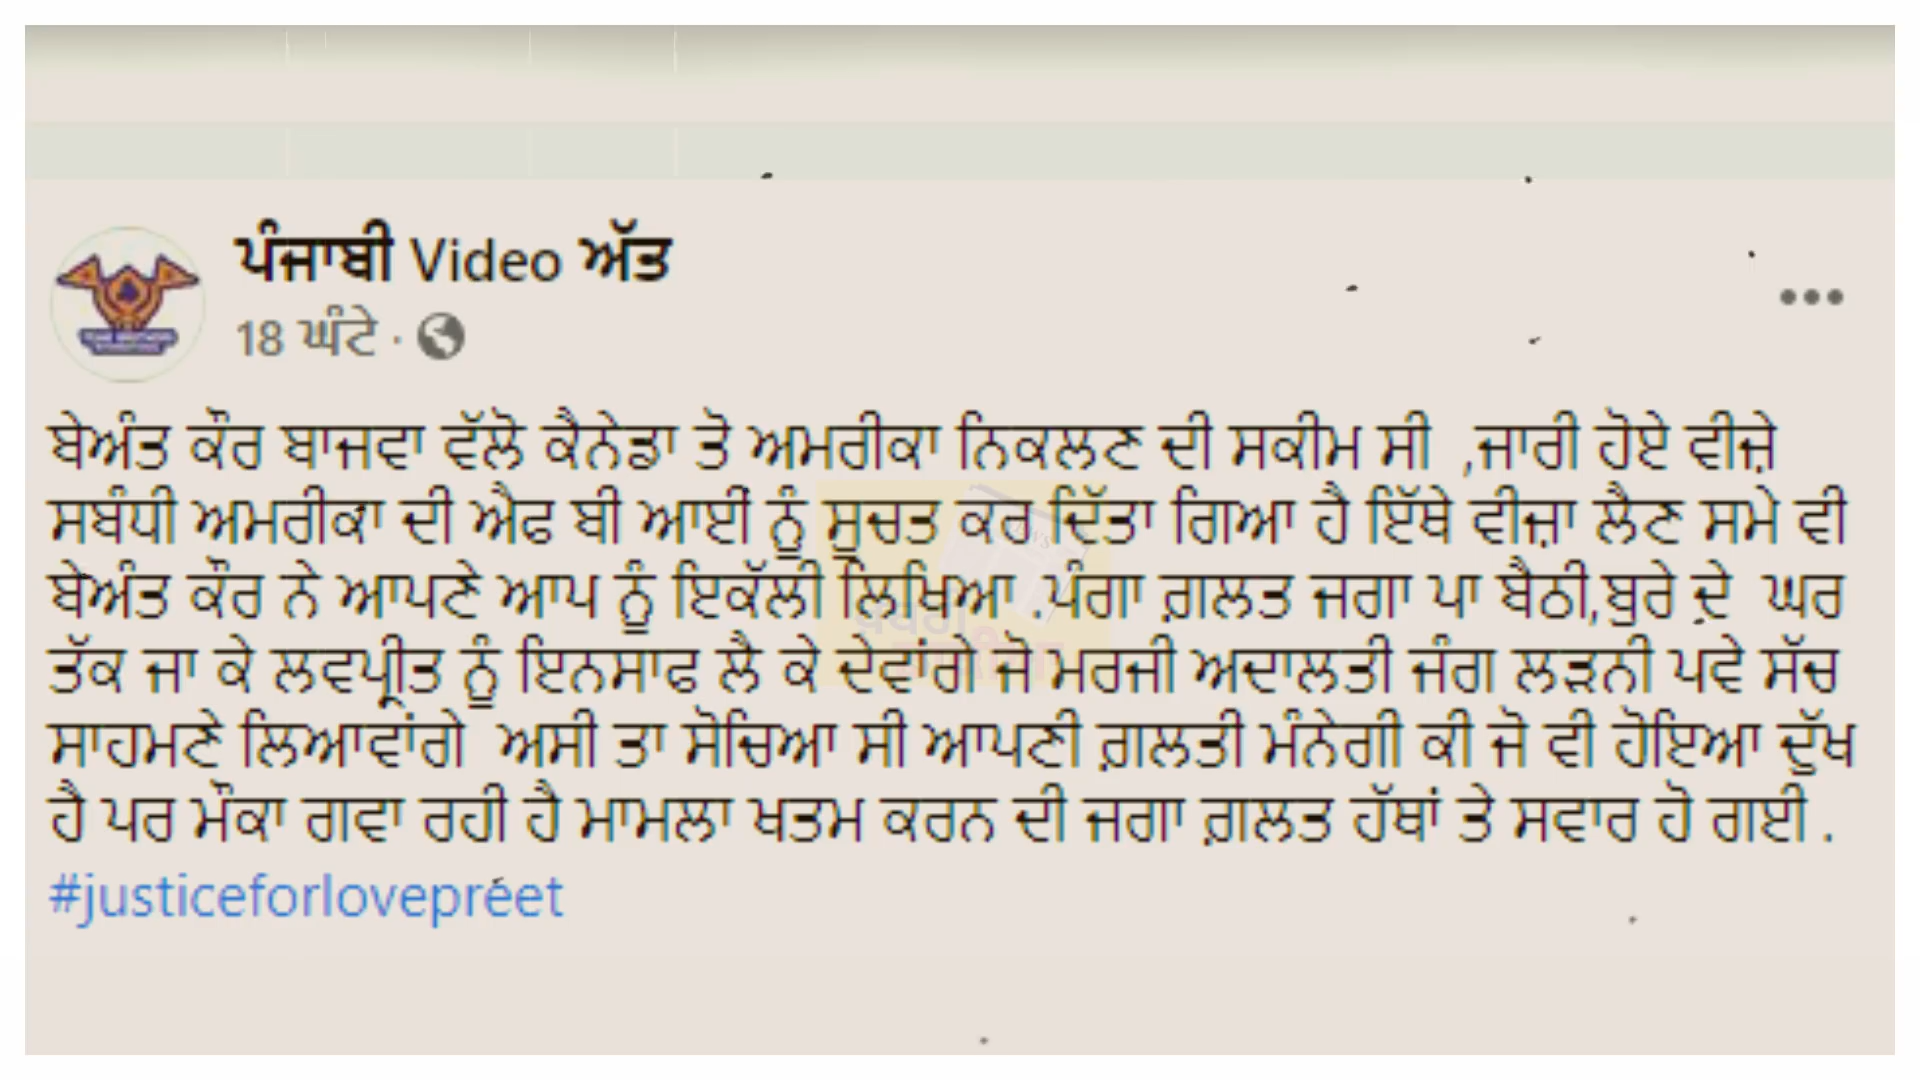 ਪੰਜਾਬੀ Video ਅੱਤ
18 ਘੰਟੇ ·
ਬੇਅੰਤ ਕੌਰ ਬਾਜਵਾ ਵੱਲੋ ਕੈਨੇਡਾ ਤੋ ਅਮਰੀਕਾ ਨਿਕਲਣ ਦੀ ਸਕੀਮ ਸੀ ,ਜਾਰੀ ਹੋਏ ਵੀਜ਼ੇ
ਸਬੰਧੀ ਅਮਰੀਕਾ ਦੀ ਐਫ ਬੀ ਆਈ ਨੂੰ ਸੂਚਤ ਕਰ ਦਿੱਤਾ ਗਿਆ ਹੈ ਇੱਥੇ ਵੀਜ਼ਾ ਲੈਣ ਸਮੇ ਵੀ
ਬੇਅੰਤ ਕੌਰ ਨੇ ਆਪਣੇ ਆਪ ਨੂੰ ਇਕੱਲੀ ਲਿਖਿਆ .ਪੰਗਾ ਗ਼ਲਤ ਜਗਾ ਪਾ ਬੈਠੀ,ਬੁਰੇ ਦੇ ਘਰ
ਤੱਕ ਜਾ ਕੇ ਲਵਪ੍ਰੀਤ ਨੂੰ ਇਨਸਾਫ ਲੈ ਕੇ ਦੇਵਾਂਗੇ ਜੋ ਮਰਜੀ ਅਦਾਲਤੀ ਜੰਗ ਲੜਨੀ ਪਵੇ ਸੱਚ
ਸਾਹਮਣੇ ਲਿਆਵਾਂਗੇ ਅਸੀ ਤਾ ਸੋਚਿਆ ਸੀ ਆਪਣੀ ਗ਼ਲਤੀ ਮੰਨੇਗੀ ਕੀ ਜੋ ਵੀ ਹੋਇਆ ਦੁੱਖ
ਹੈ ਪਰ ਮੌਕਾ ਗਵਾ ਰਹੀ ਹੈ ਮਾਮਲਾ ਖਤਮ ਕਰਨ ਦੀ ਜਗਾ ਗ਼ਲਤ ਹੱਥਾਂ ਤੇ ਸਵਾਰ ਹੋ ਗਈ .
#justiceforlovepreet